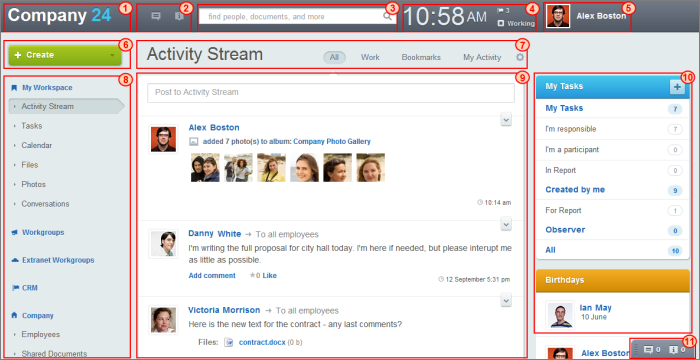 Company 24 1
2
find people, documents, and more 3
10:58 AM 3 Working 4
Alex Boston 5
+ Create 6
Activity Stream All Work Bookmarks My Activity 7
8
My Workspace
Activity Stream
Tasks
Calendar
Files
Photos
Conversations
Workgroups
Extranet Workgroups
CRM
Company
Employees
Shared Documents
9
Post to Activity Stream
Alex Boston
added 7 photo(s) to album: Company Photo Gallery
10:14 am
Danny White → To all employees
I'm writing the full proposal for city hall today. I'm here if needed, but please interupt me
as little as possible.
Add comment 0 Like
12 September 5:31 pm
Victoria Morrison → To all employees
Here is the new text for the contract - any last comments?
Files: contract.docx (0 b)
10
My Tasks +
My Tasks 7
I'm responsible 7
I'm a participant 0
In Report 0
Created by me 9
For Report 1
Observer 0
All 10
Birthdays
Ian May
10 June
Alex Boston
11
0 0